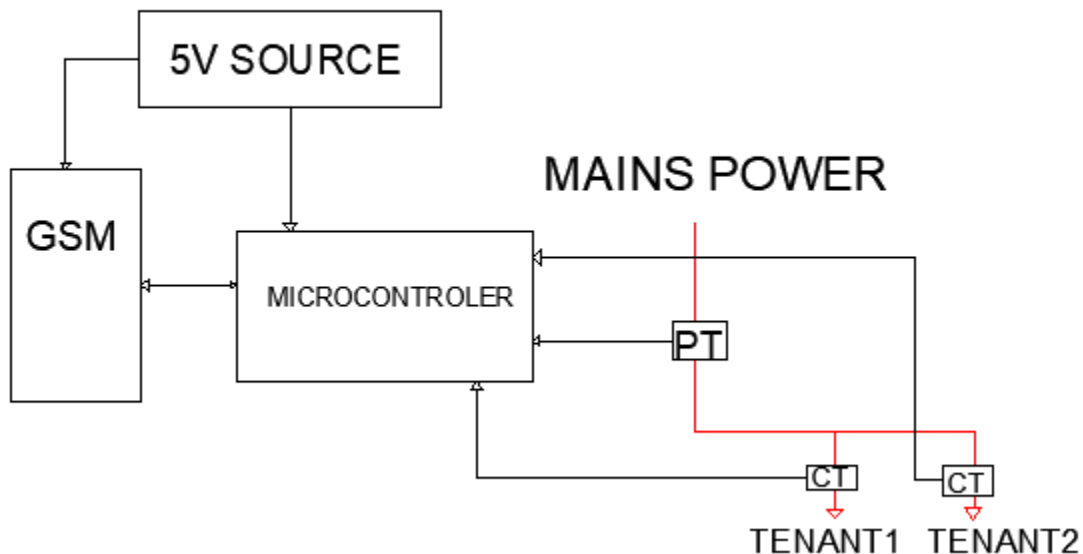 5V SOURCE
MAINS POWER
GSM
MICROCONTROLER
PT
CT
CT
TENANT1
TENANT2